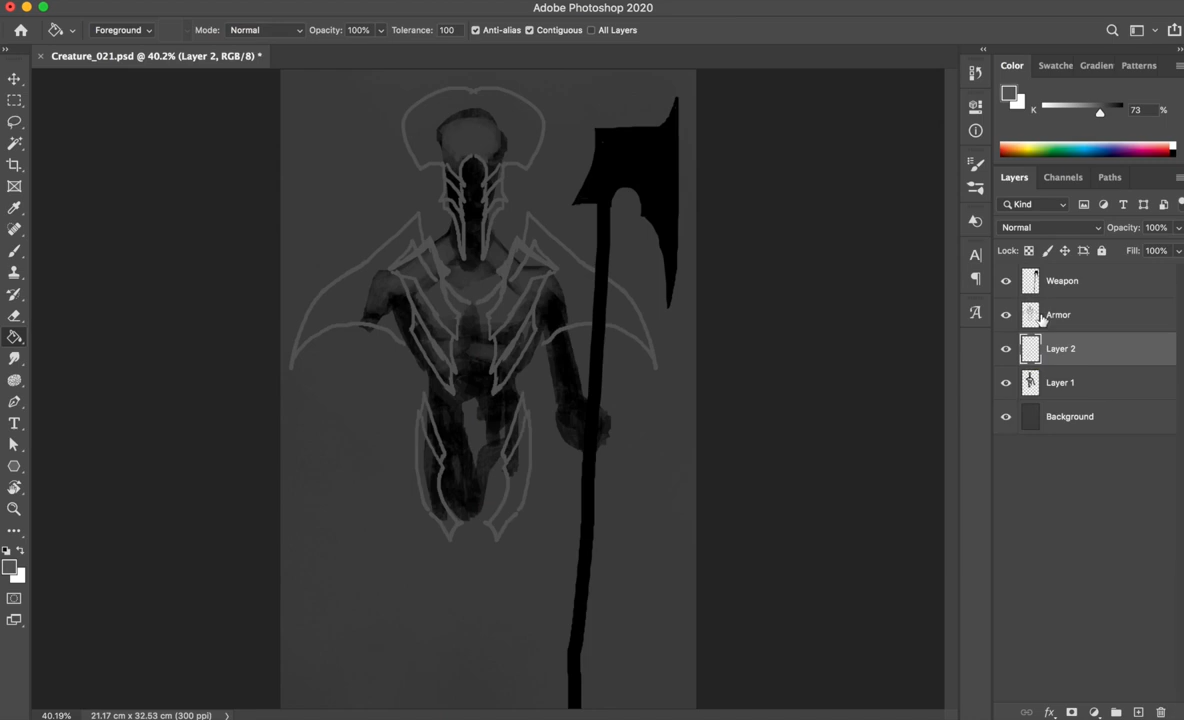 Adobe Photoshop 2020
Foreground Mode: Normal Opacity: 100% Tolerance: 100 Anti-alias Contiguous All Layers
Creature_021.psd @ 40.2% (Layer 2, RGB/8) *
Color Swatche Gradien Patterns
K 73 %
Layers Channels Paths
Kind
Normal Opacity: 100%
Lock: Fill: 100%
Weapon
Armor
Layer 2
Layer 1
Background
40.19% 21.17 cm x 32.53 cm (300 ppi)